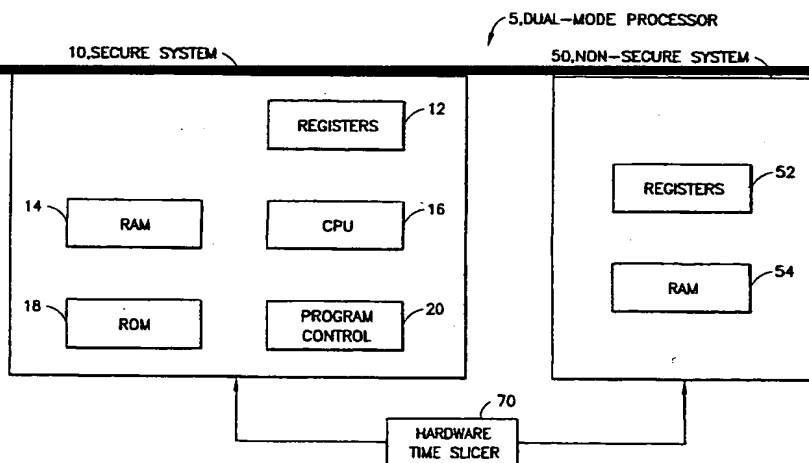 5,DUAL-MODE PROCESSOR
10,SECURE SYSTEM
50,NON-SECURE SYSTEM
REGISTERS
12
14
RAM
CPU
16
18
ROM
PROGRAM
CONTROL
20
REGISTERS
52
RAM
54
70
HARDWARE
TIME SLICER